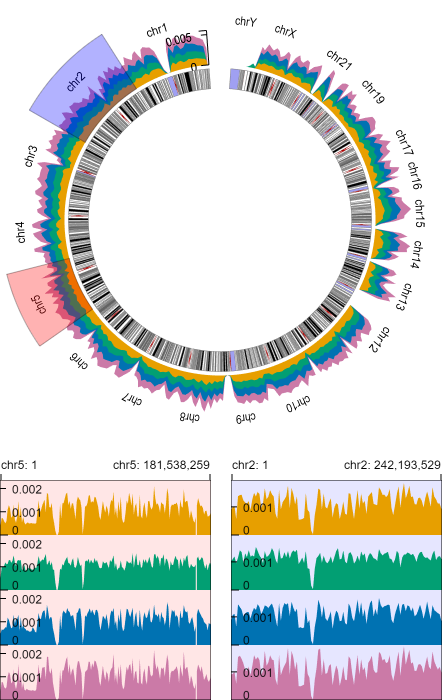 chrY
chrX
chr21
chr19
chr17
chr16
chr15
chr14
chr13
chr12
chr10
chr9
chr8
chr7
chr6
chr5
chr4
chr3
chr2
chr1
0.005
0
chr5: 1 chr5: 181,538,259
0.002
0.001
0
0.002
0.001
0
0.002
0.001
0
0.002
0.001
0
chr2: 1 chr2: 242,193,529
0.001
0
0.001
0
0.001
0
0.001
0